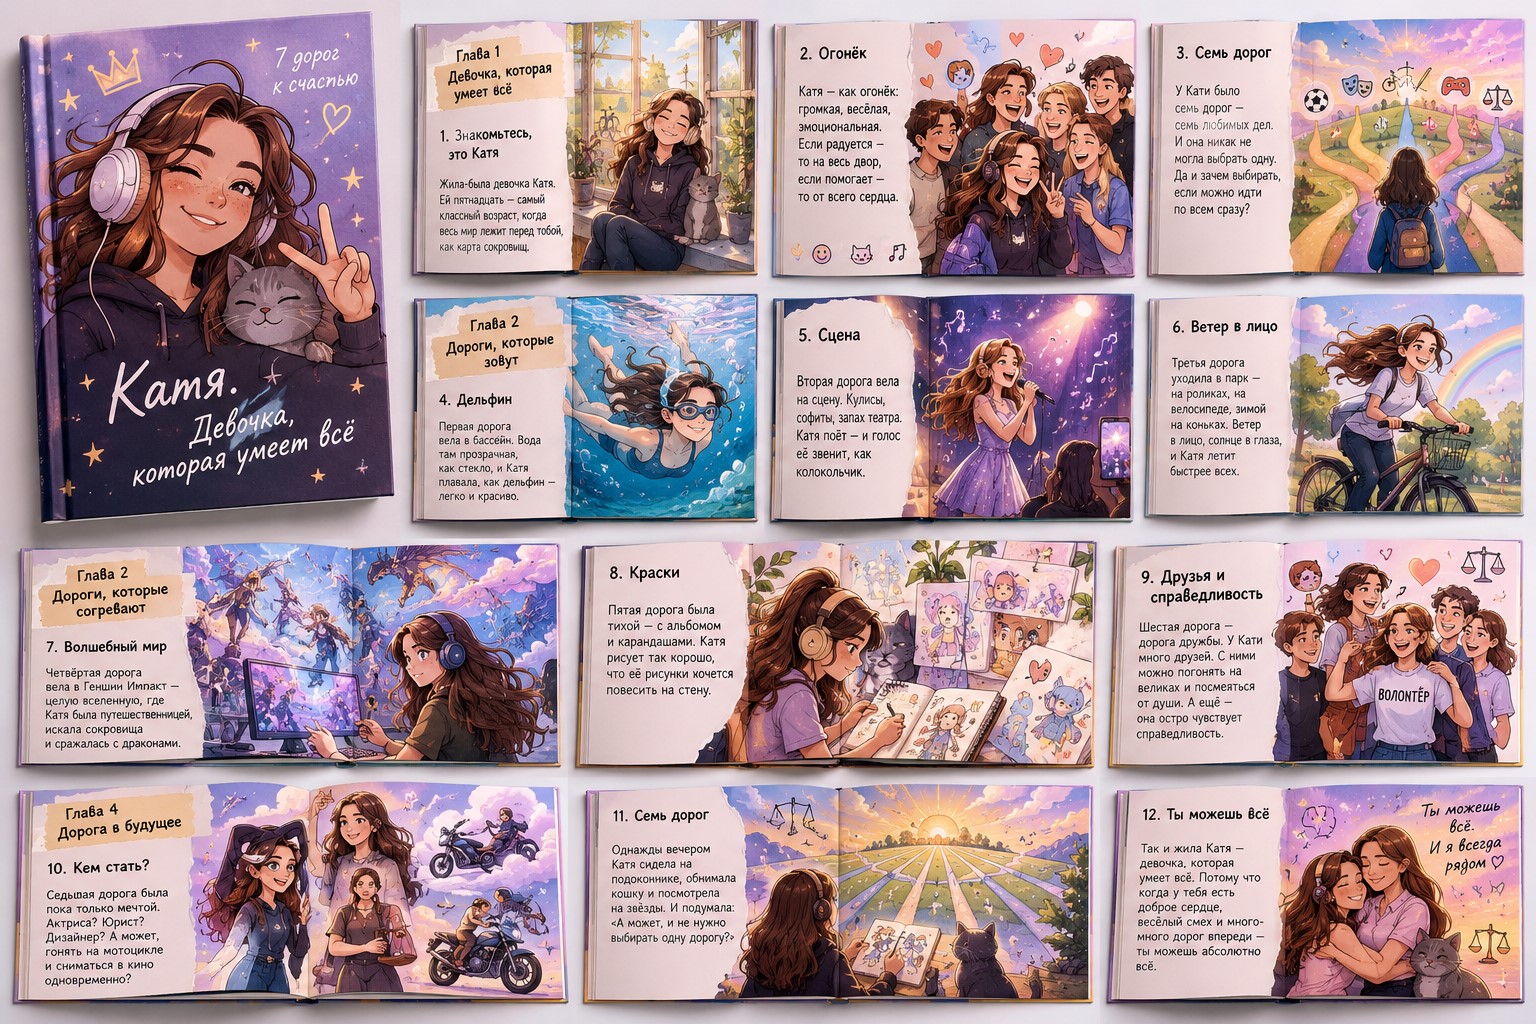 7 дорог
к счастью
Катя.
Девочка,
которая умеет всё
Глава 1
Девочка, которая
умеет всё
1. Знакомьтесь,
это Катя
Жила-была девочка Катя.
Ей пятнадцать – самый
классный возраст, когда
весь мир лежит перед тобой,
как карта сокровищ.
2. Огонёк
Катя – как огонёк:
громкая, весёлая,
эмоциональная.
Если радуется –
то на весь двор,
если помогает –
то от всего сердца.
3. Семь дорог
У Кати было
семь дорог –
семь любимых дел.
И она никак не
могла выбрать одну.
Да и зачем выбирать,
если можно идти
по всем сразу?
Глава 2
Дороги, которые
зовут
4. Дельфин
Первая дорога
вела в бассейн. Вода
там прозрачная,
как стекло, и Катя
плавала, как дельфин –
легко и красиво.
5. Сцена
Вторая дорога вела
на сцену. Кулисы,
софиты, запах театра.
Катя поёт – и голос
её звенит, как
колокольчик.
6. Ветер в лицо
Третья дорога
уходила в парк –
на роликах, на
велосипеде, зимой
на коньках. Ветер
в лицо, солнце в глаза,
и Катя летит
быстрее всех.
Глава 2
Дороги, которые
согревают
7. Волшебный мир
Четвёртая дорога
вела в Геншин Импакт –
целую вселенную, где
Катя была путешественницей,
искала сокровища
и сражалась с драконами.
8. Краски
Пятая дорога была
тихой – с альбомом
и карандашами. Катя
рисует так хорошо,
что её рисунки хочется
повесить на стену.
9. Друзья и
справедливость
Шестая дорога –
дорога дружбы. У Кати
много друзей. С ними
можно погонять на
великах и посмеяться
от души. А ещё –
она остро чувствует
справедливость.
ВОЛОНТЁР
Глава 4
Дорога в будущее
10. Кем стать?
Седьмая дорога была
пока только мечтой.
Актриса? Юрист?
Дизайнер? А может,
гонять на мотоцикле
и сниматься в кино
одновременно?
11. Семь дорог
Однажды вечером
Катя сидела на
подоконнике, обнимала
кошку и посмотрела
на звёзды. И подумала:
«А может, и не нужно
выбирать одну дорогу?»
12. Ты можешь всё
Так и жила Катя –
девочка, которая
умеет всё. Потому что
когда у тебя есть
доброе сердце,
весёлый смех и много-
много дорог впереди –
ты можешь абсолютно
всё.
Ты можешь
всё.
И я всегда
рядом ♡